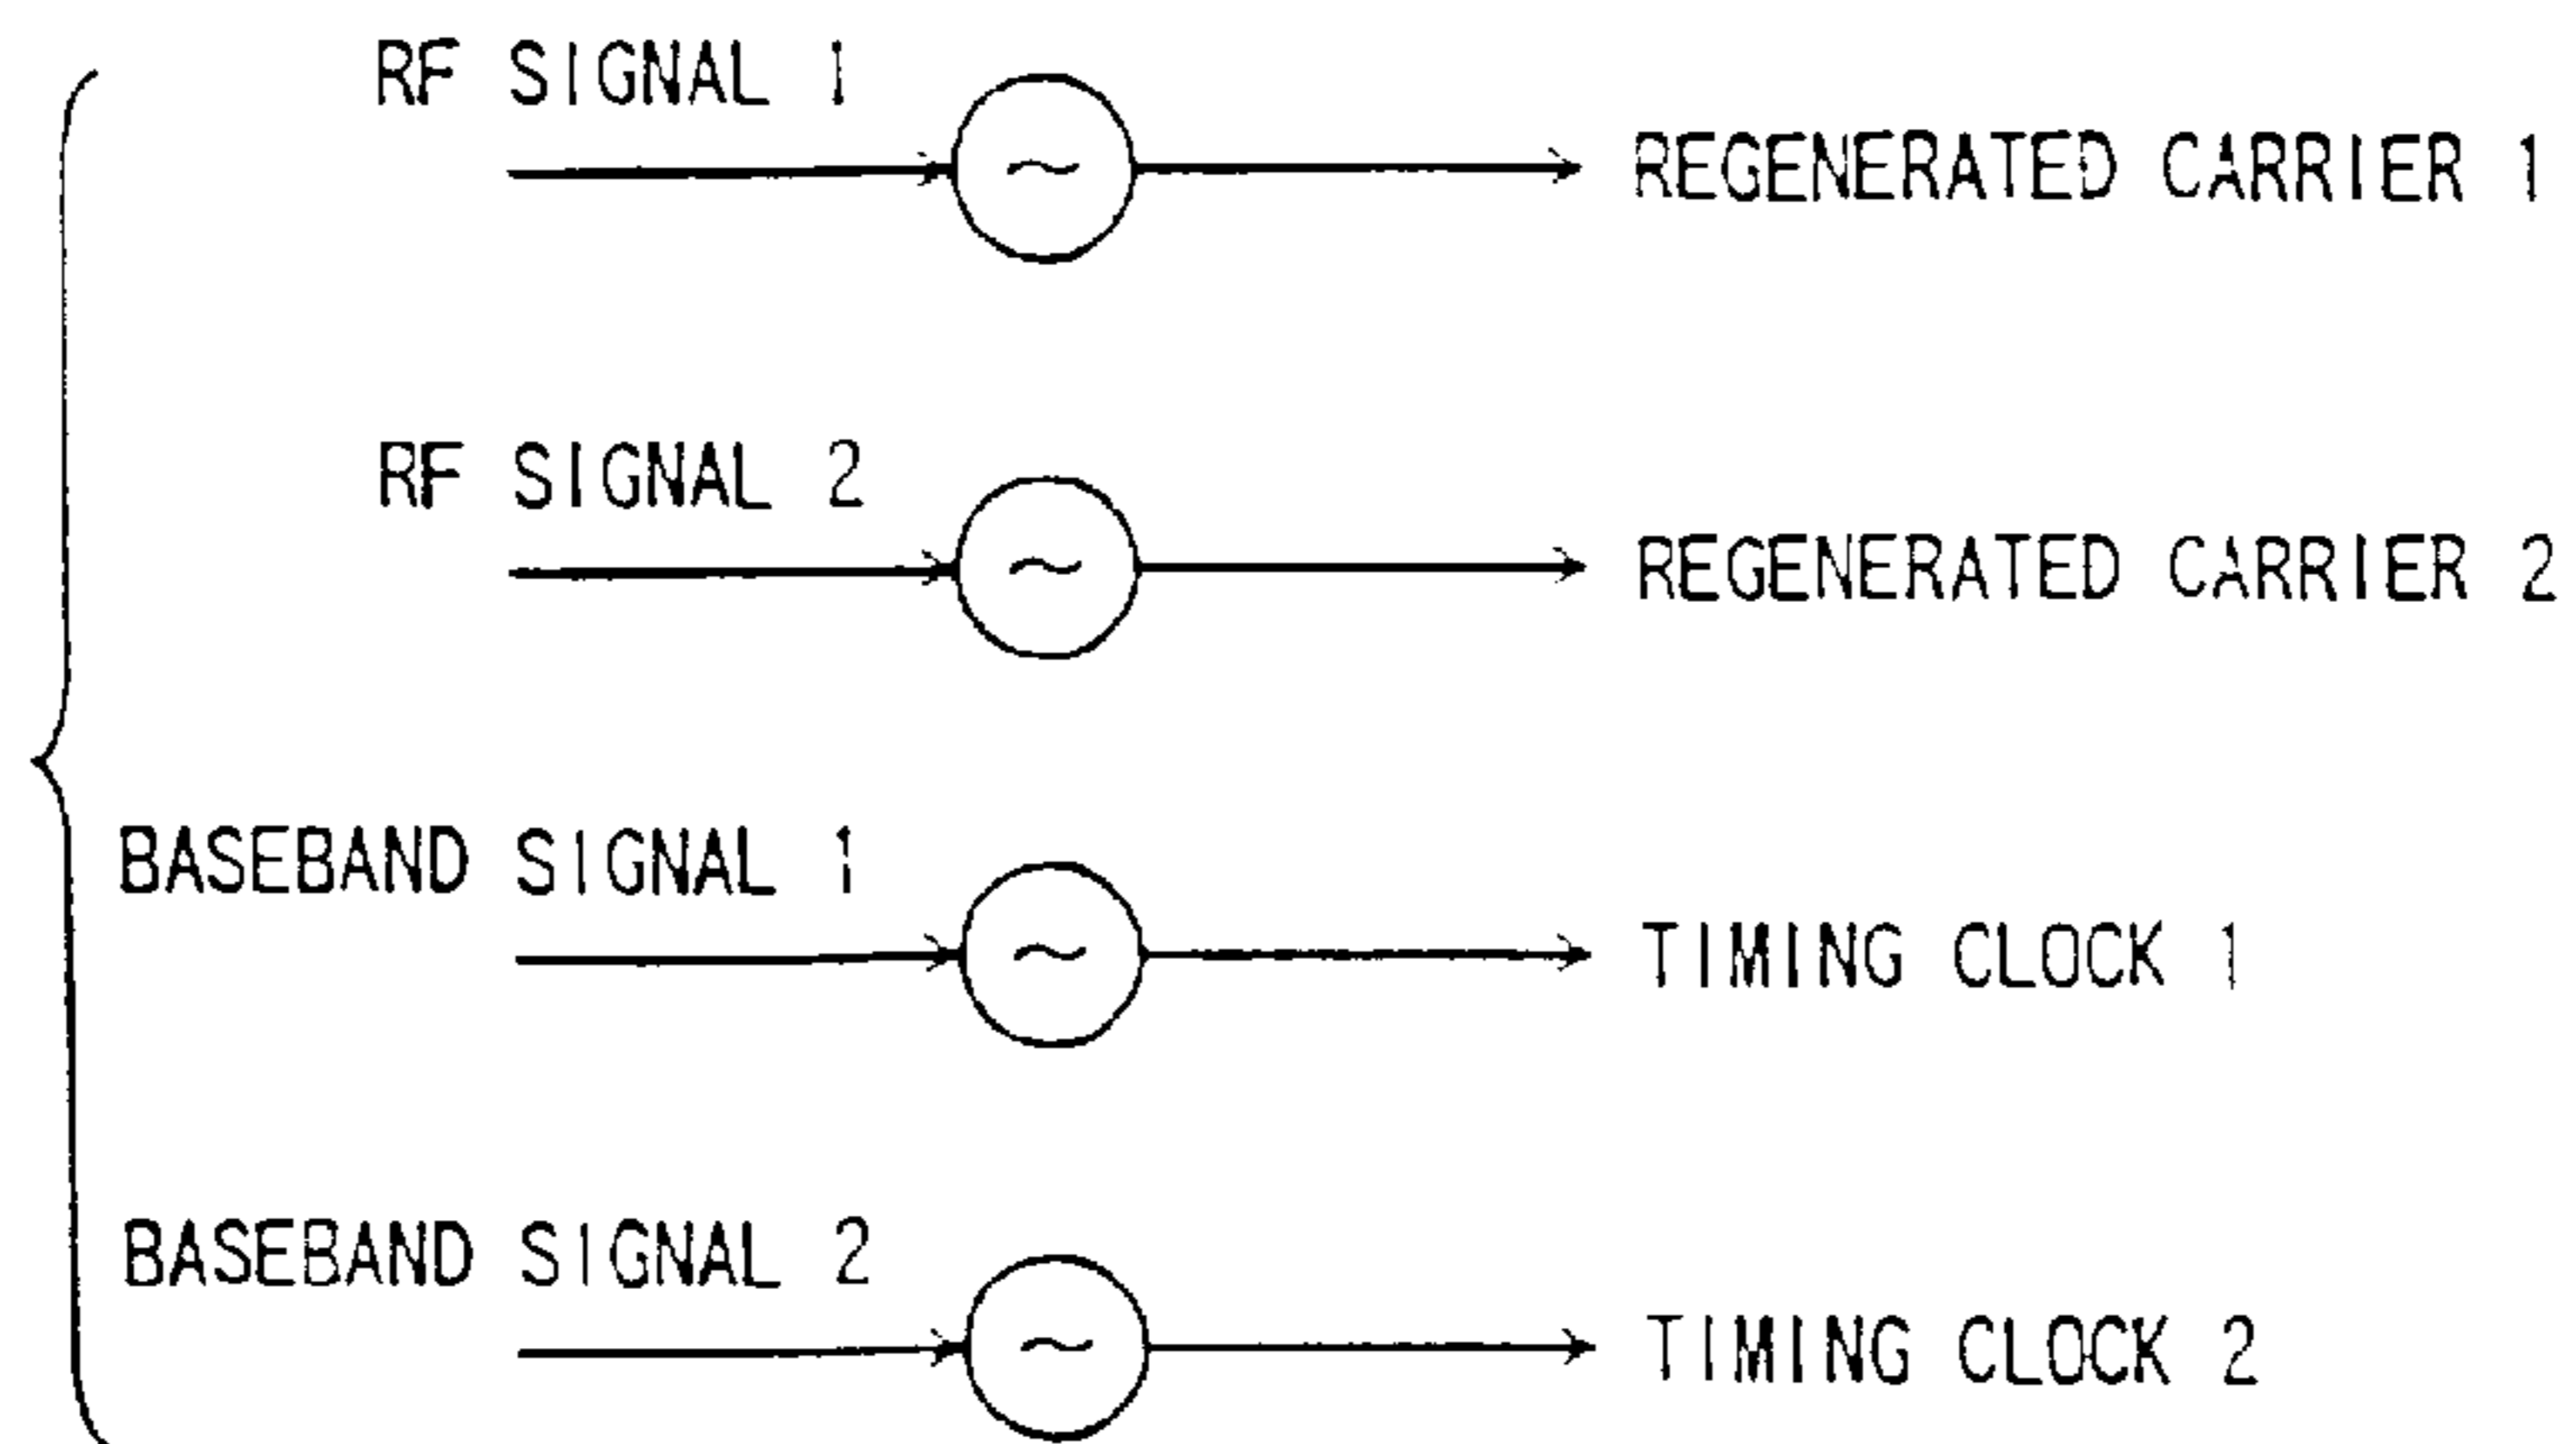 RF SIGNAL 1
REGENERATED CARRIER 1
RF SIGNAL 2
REGENERATED CARRIER 2
BASEBAND SIGNAL 1
TIMING CLOCK 1
BASEBAND SIGNAL 2
TIMING CLOCK 2